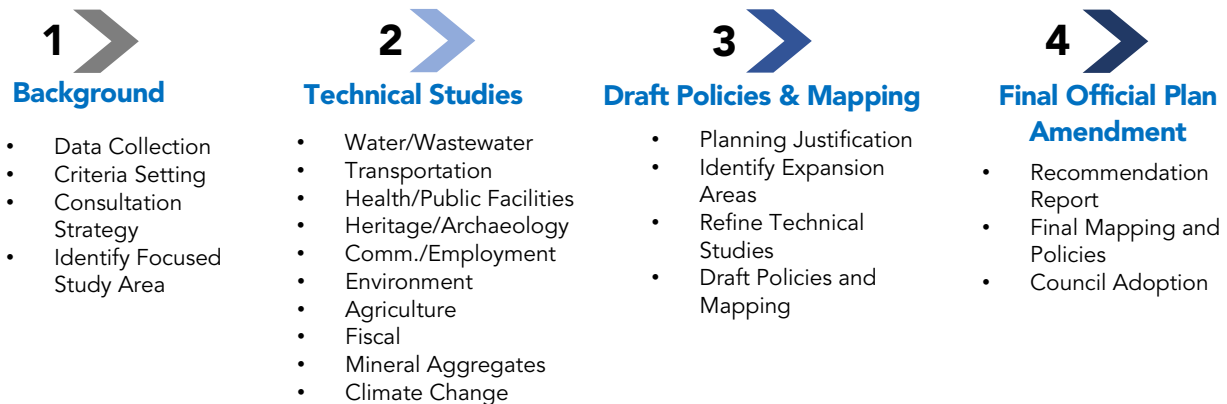 1
Background
• Data Collection
• Criteria Setting
• Consultation
Strategy
• Identify Focused
Study Area
2
Technical Studies
• Water/Wastewater
• Transportation
• Health/Public Facilities
• Heritage/Archaeology
• Comm./Employment
• Environment
• Agriculture
• Fiscal
• Mineral Aggregates
• Climate Change
3
Draft Policies & Mapping
• Planning Justification
• Identify Expansion
Areas
• Refine Technical
Studies
• Draft Policies and
Mapping
4
Final Official Plan
Amendment
• Recommendation
Report
• Final Mapping and
Policies
• Council Adoption